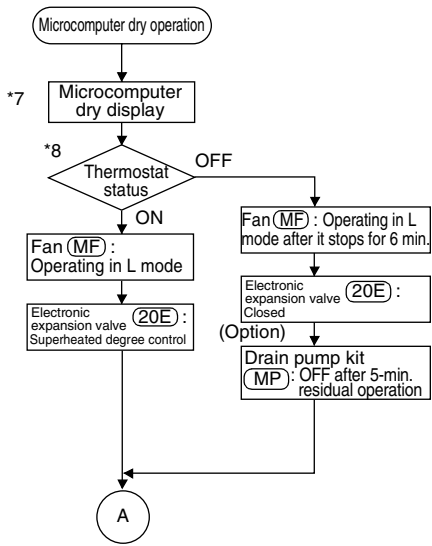 Microcomputer dry operation
*7
Microcomputer
dry display
*8
Thermostat
status
OFF
ON
Fan MF :
Operating in L mode
Electronic
expansion valve 20E :
Superheated degree control
Fan MF : Operating in L
mode after it stops for 6 min.
Electronic
expansion valve 20E :
Closed
(Option)
Drain pump kit
MP : OFF after 5-min.
residual operation
A